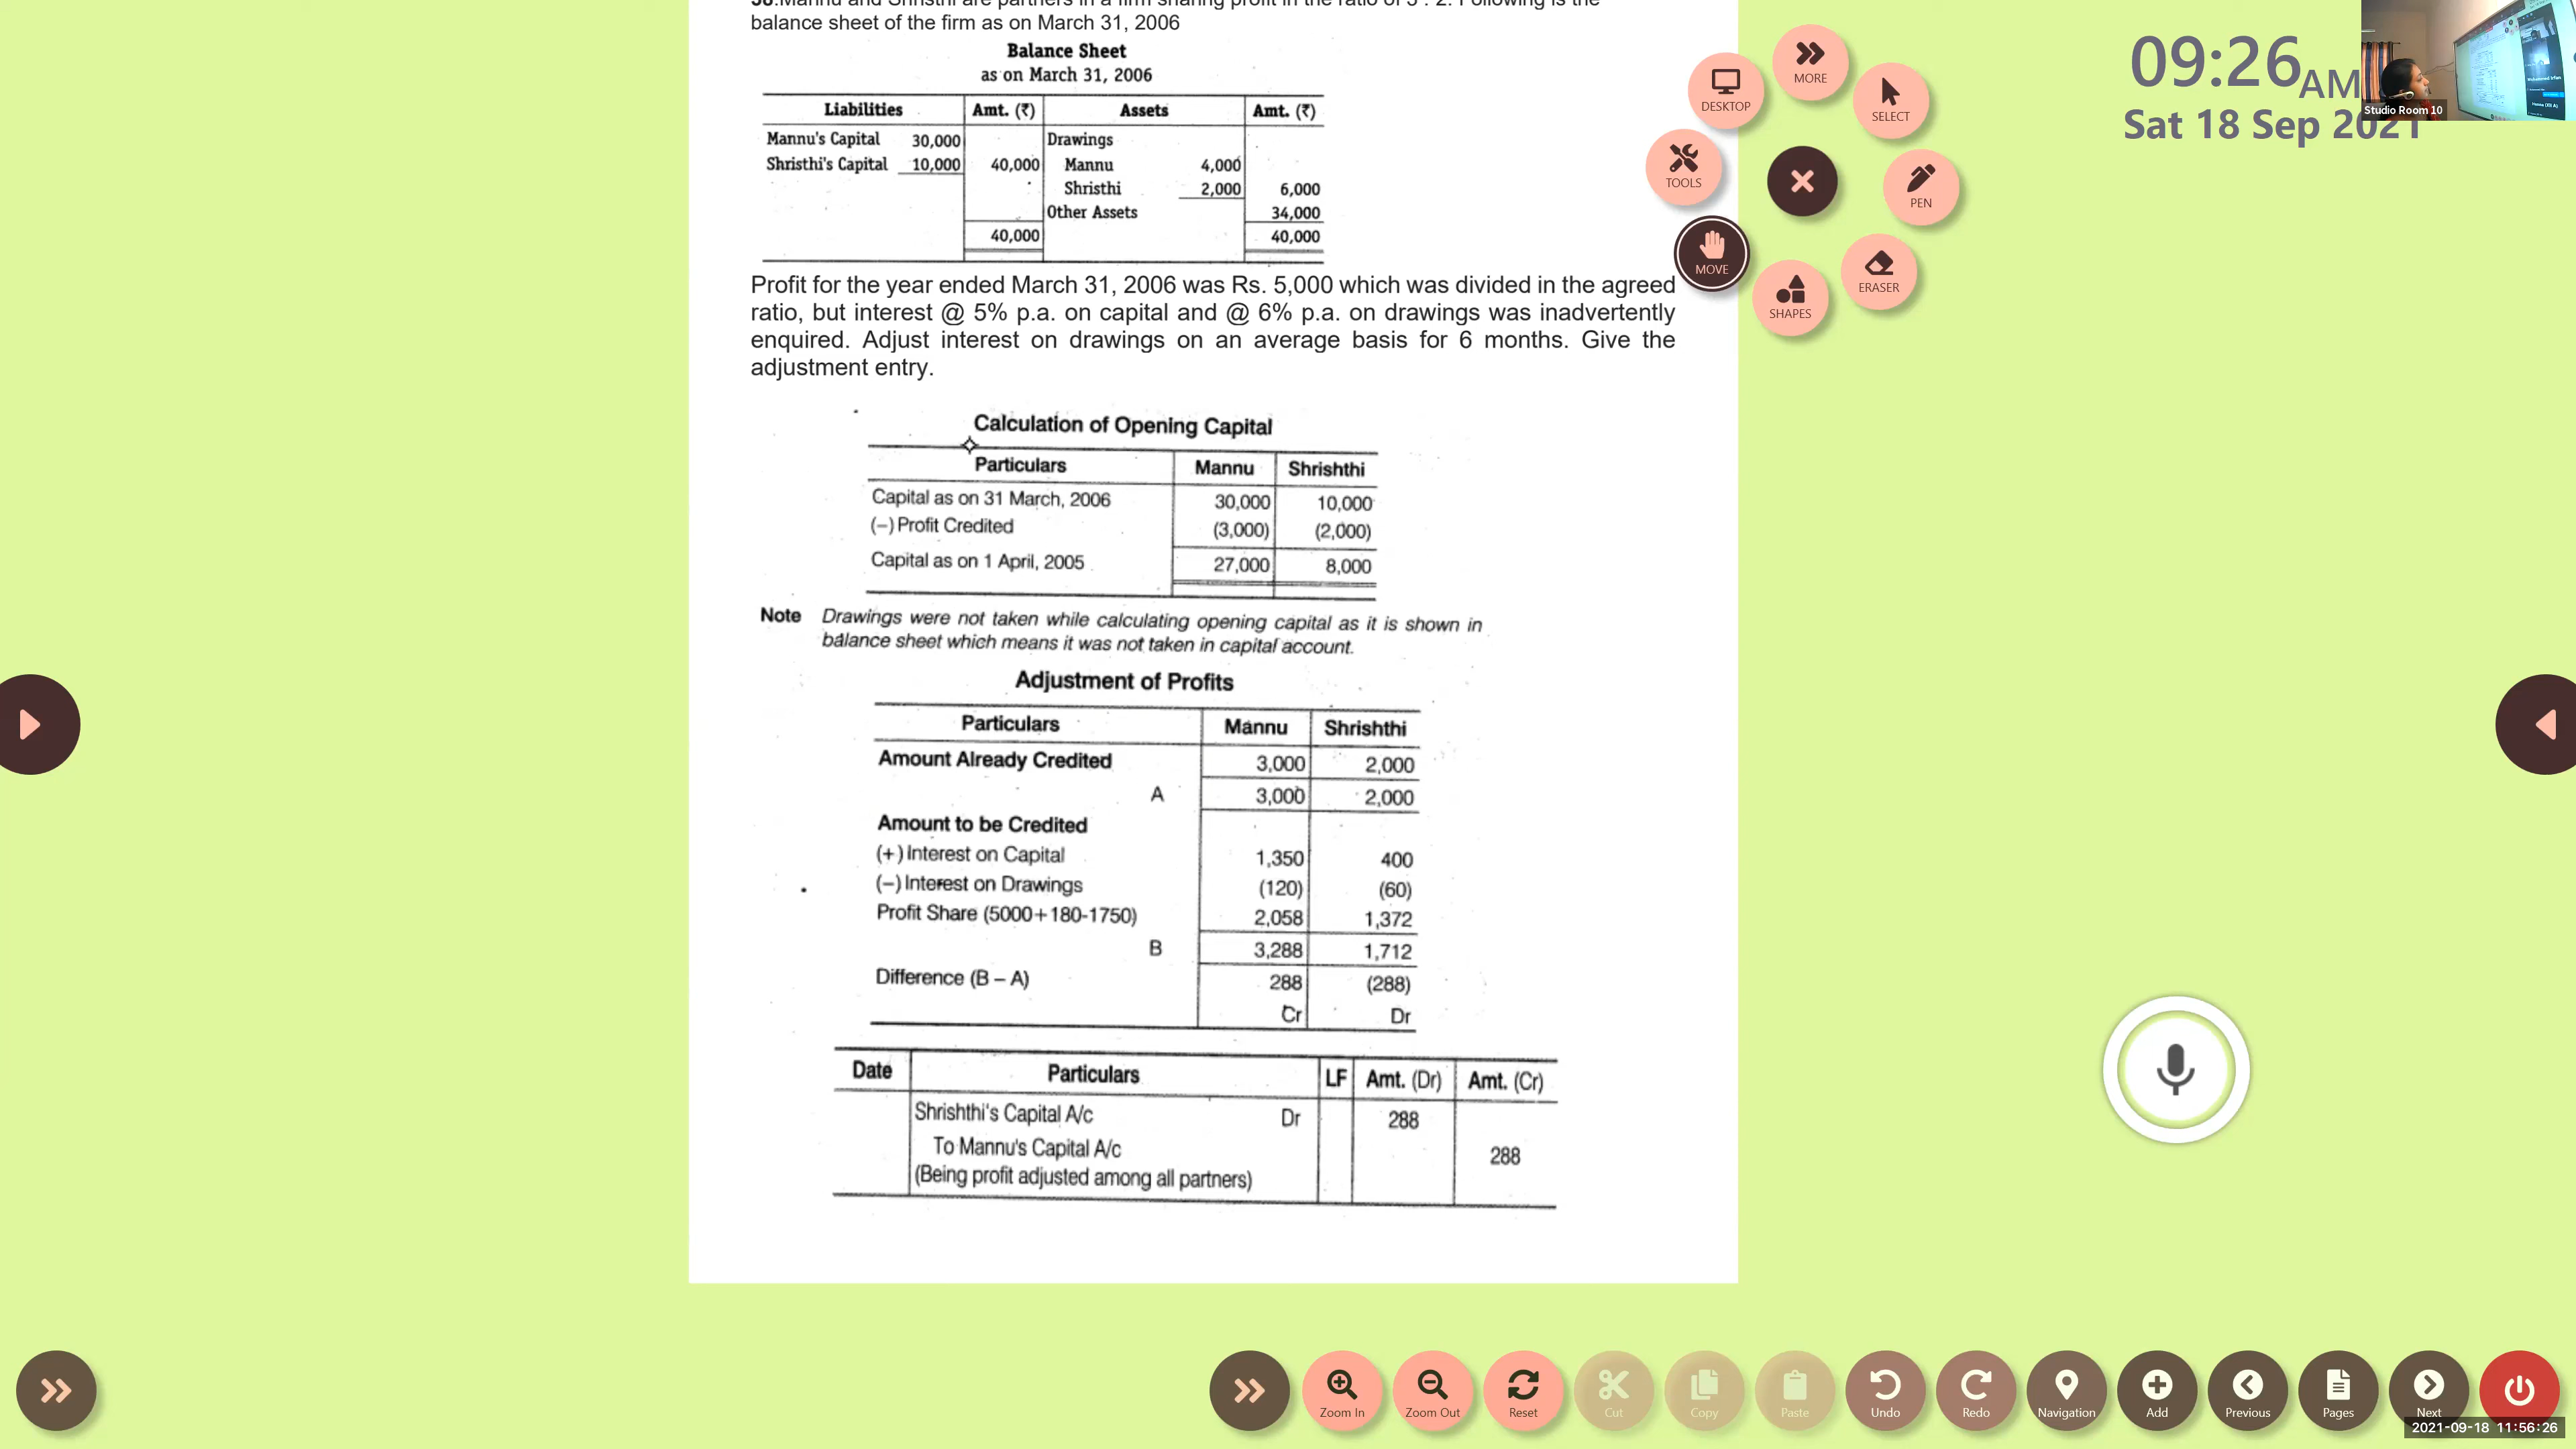 balance sheet of the firm as on March 31, 2006
Balance Sheet
as on March 31, 2006
Liabilities Amt. (₹) Assets Amt. (₹)
Mannu's Capital 30,000 Drawings
Shristhi's Capital 10,000 40,000 Mannu 4,000
Shristhi 2,000 6,000
Other Assets 34,000
40,000 40,000
Profit for the year ended March 31, 2006 was Rs. 5,000 which was divided in the agreed
ratio, but interest @ 5% p.a. on capital and @ 6% p.a. on drawings was inadvertently
enquired. Adjust interest on drawings on an average basis for 6 months. Give the
adjustment entry.
Calculation of Opening Capital
Particulars Mannu Shrishthi
Capital as on 31 March, 2006 30,000 10,000
(−) Profit Credited (3,000) (2,000)
Capital as on 1 April, 2005 27,000 8,000
Note Drawings were not taken while calculating opening capital as it is shown in
balance sheet which means it was not taken in capital account.
Adjustment of Profits
Particulars Mannu Shrishthi
Amount Already Credited 3,000 2,000
A 3,000 2,000
Amount to be Credited
(+) Interest on Capital 1,350 400
(−) Interest on Drawings (120) (60)
Profit Share (5000+180-1750) 2,058 1,372
B 3,288 1,712
Difference (B – A) 288 (288)
Cr Dr
Date Particulars LF Amt. (Dr) Amt. (Cr)
Shrishthi's Capital A/c Dr 288
To Mannu's Capital A/c 288
(Being profit adjusted among all partners)
MORE
DESKTOP
SELECT
TOOLS
PEN
MOVE
ERASER
SHAPES
09:26 AM
Sat 18 Sep 2021
Studio Room 10
Zoom In Zoom Out Reset Cut Copy Paste Undo Redo Navigation Add Previous Pages Next
2021-09-18 11:56:26